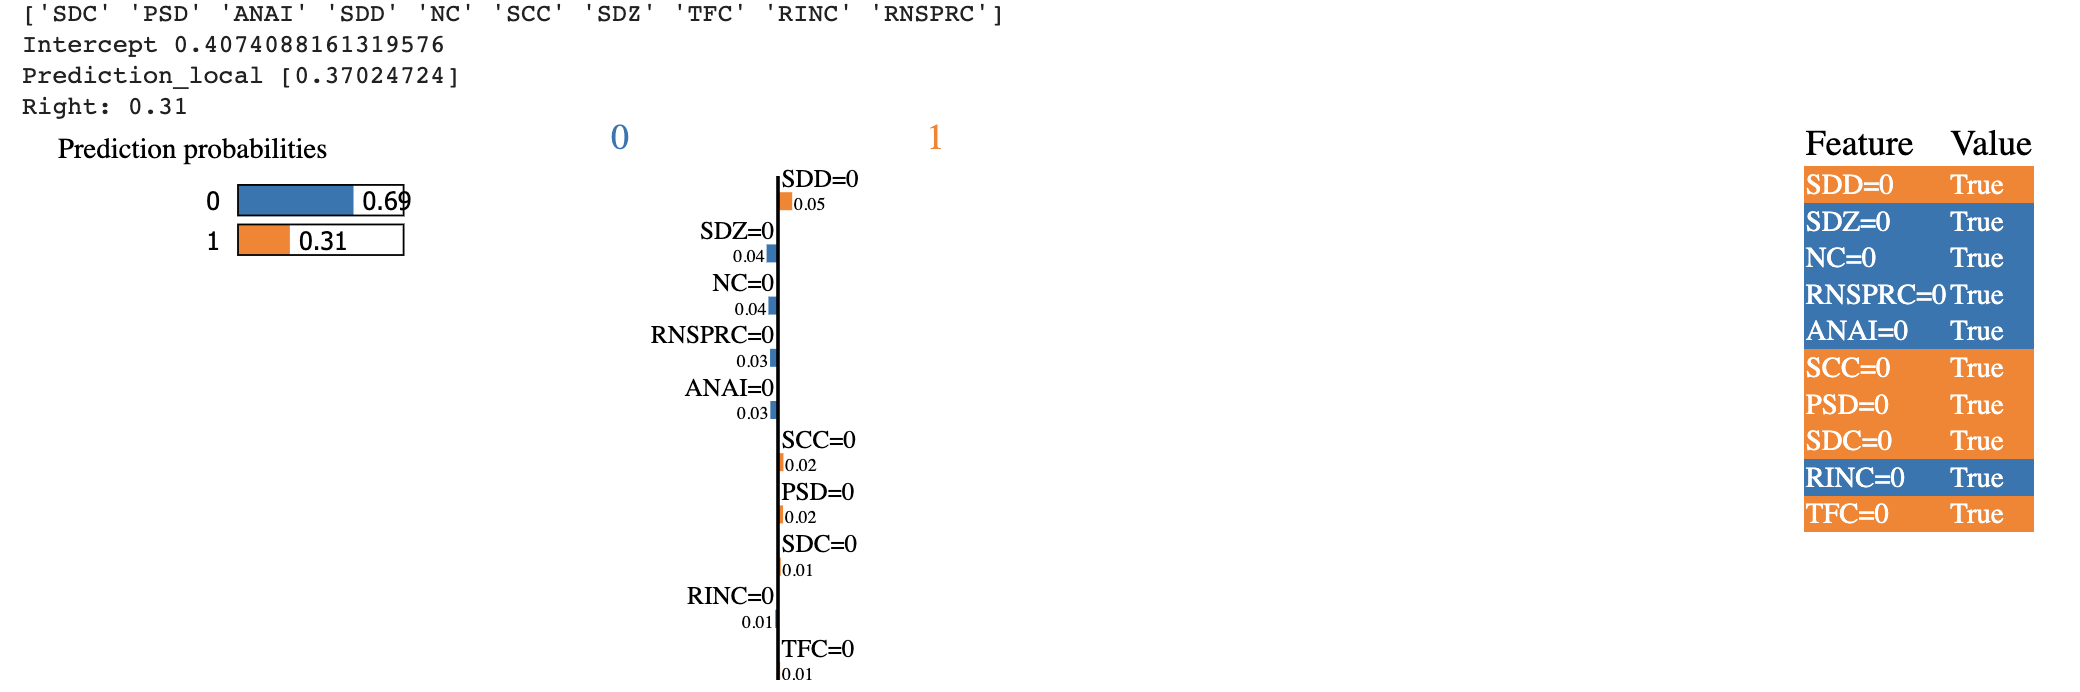 ['SDC' 'PSD' 'ANAI' 'SDD' 'NC' 'SCC' 'SDZ' 'TFC' 'RINC' 'RNSPRC']
Intercept 0.4074088161319576
Prediction_local [0.37024724]
Right: 0.31
Prediction probabilities
0 0.69
1 0.31
0 1
SDD=0
0.05
SDZ=0
0.04
NC=0
0.04
RNSPRC=0
0.03
ANAI=0
0.03
SCC=0
0.02
PSD=0
0.02
SDC=0
0.01
RINC=0
0.01
TFC=0
0.01
Feature Value
SDD=0 True
SDZ=0 True
NC=0 True
RNSPRC=0 True
ANAI=0 True
SCC=0 True
PSD=0 True
SDC=0 True
RINC=0 True
TFC=0 True